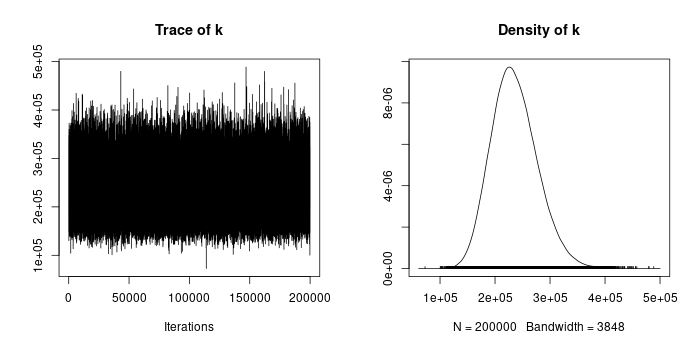 Trace of k
5e+05
4e+05
3e+05
2e+05
1e+05
0 50000 100000 150000 200000
Iterations
Density of k
8e-06
4e-06
0e+00
1e+05 2e+05 3e+05 4e+05 5e+05
N = 200000 Bandwidth = 3848